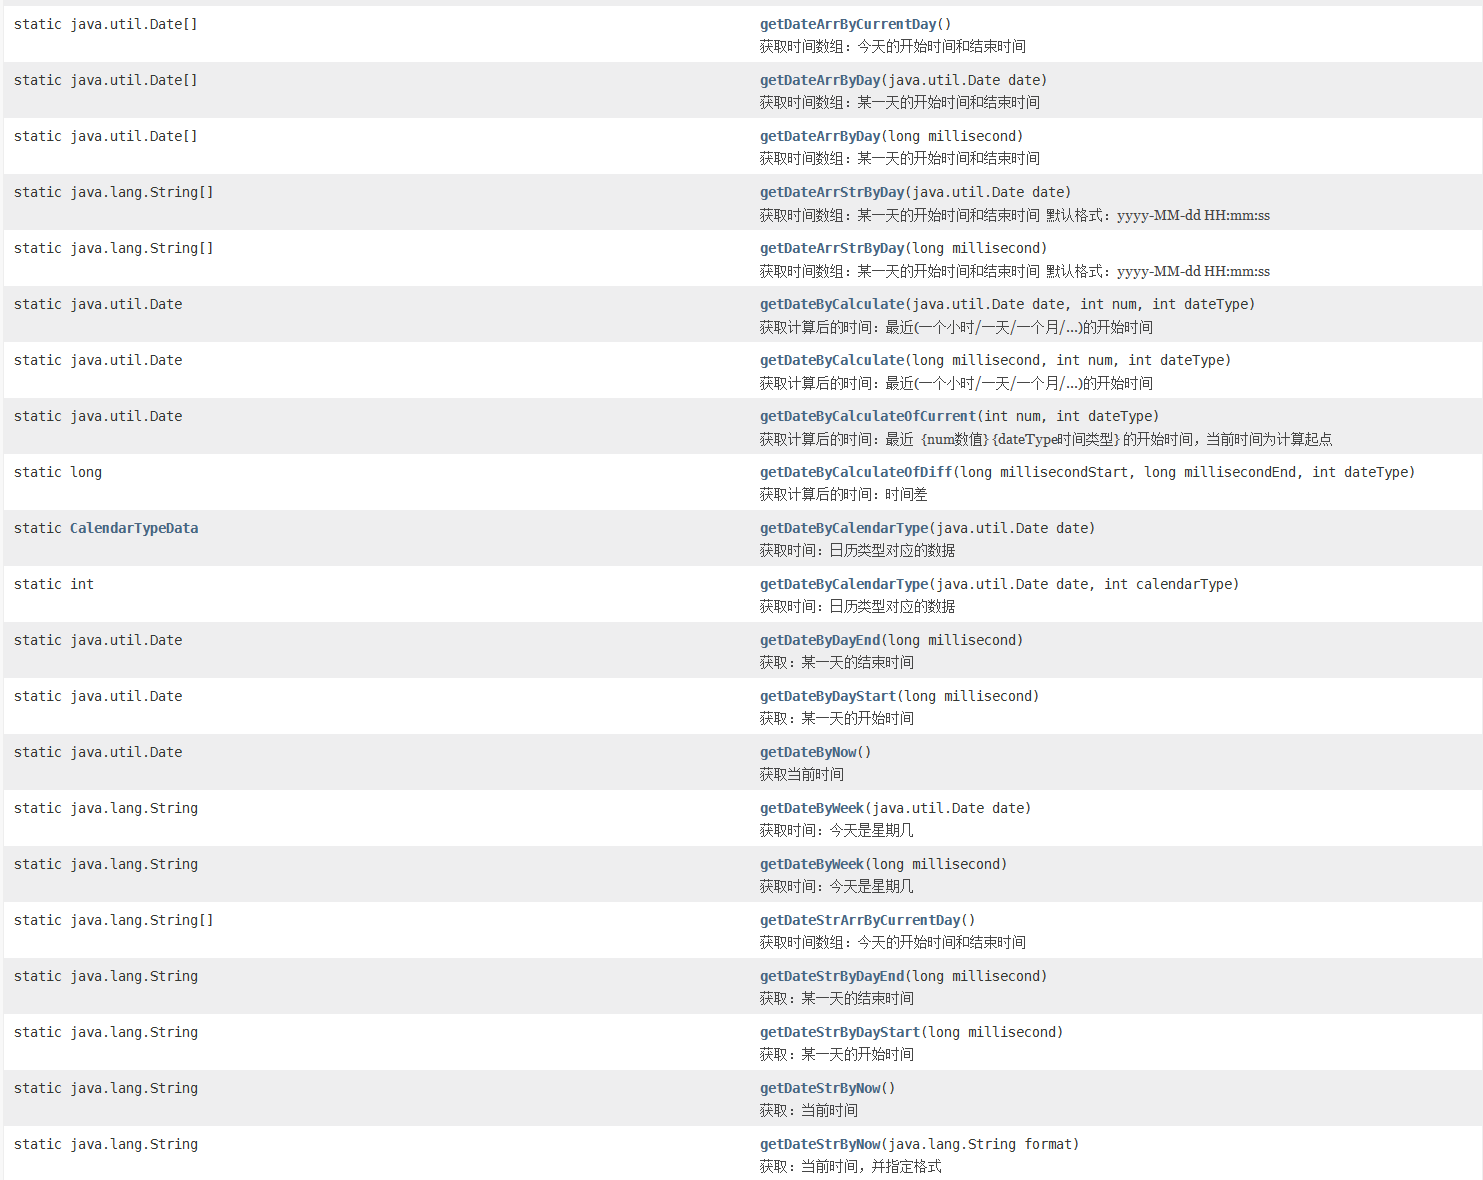 static java.util.Date[] getDateArrByCurrentDay()
获取时间数组：今天的开始时间和结束时间
static java.util.Date[] getDateArrByDay(java.util.Date date)
获取时间数组：某一天的开始时间和结束时间
static java.util.Date[] getDateArrByDay(long millisecond)
获取时间数组：某一天的开始时间和结束时间
static java.lang.String[] getDateArrStrByDay(java.util.Date date)
获取时间数组：某一天的开始时间和结束时间 默认格式：yyyy-MM-dd HH:mm:ss
static java.lang.String[] getDateArrStrByDay(long millisecond)
获取时间数组：某一天的开始时间和结束时间 默认格式：yyyy-MM-dd HH:mm:ss
static java.util.Date getDateByCalculate(java.util.Date date, int num, int dateType)
获取计算后的时间：最近(一个小时/一天/一个月/...)的开始时间
static java.util.Date getDateByCalculate(long millisecond, int num, int dateType)
获取计算后的时间：最近(一个小时/一天/一个月/...)的开始时间
static java.util.Date getDateByCalculateOfCurrent(int num, int dateType)
获取计算后的时间：最近 {num数值} {dateType时间类型} 的开始时间，当前时间为计算起点
static long getDateByCalculateOfDiff(long millisecondStart, long millisecondEnd, int dateType)
获取计算后的时间：时间差
static CalendarTypeData getDateByCalendarType(java.util.Date date)
获取时间：日历类型对应的数据
static int getDateByCalendarType(java.util.Date date, int calendarType)
获取时间：日历类型对应的数据
static java.util.Date getDateByDayEnd(long millisecond)
获取：某一天的结束时间
static java.util.Date getDateByDayStart(long millisecond)
获取：某一天的开始时间
static java.util.Date getDateByNow()
获取当前时间
static java.lang.String getDateByWeek(java.util.Date date)
获取时间：今天是星期几
static java.lang.String getDateByWeek(long millisecond)
获取时间：今天是星期几
static java.lang.String[] getDateStrArrByCurrentDay()
获取时间数组：今天的开始时间和结束时间
static java.lang.String getDateStrByDayEnd(long millisecond)
获取：某一天的结束时间
static java.lang.String getDateStrByDayStart(long millisecond)
获取：某一天的开始时间
static java.lang.String getDateStrByNow()
获取：当前时间
static java.lang.String getDateStrByNow(java.lang.String format)
获取：当前时间，并指定格式